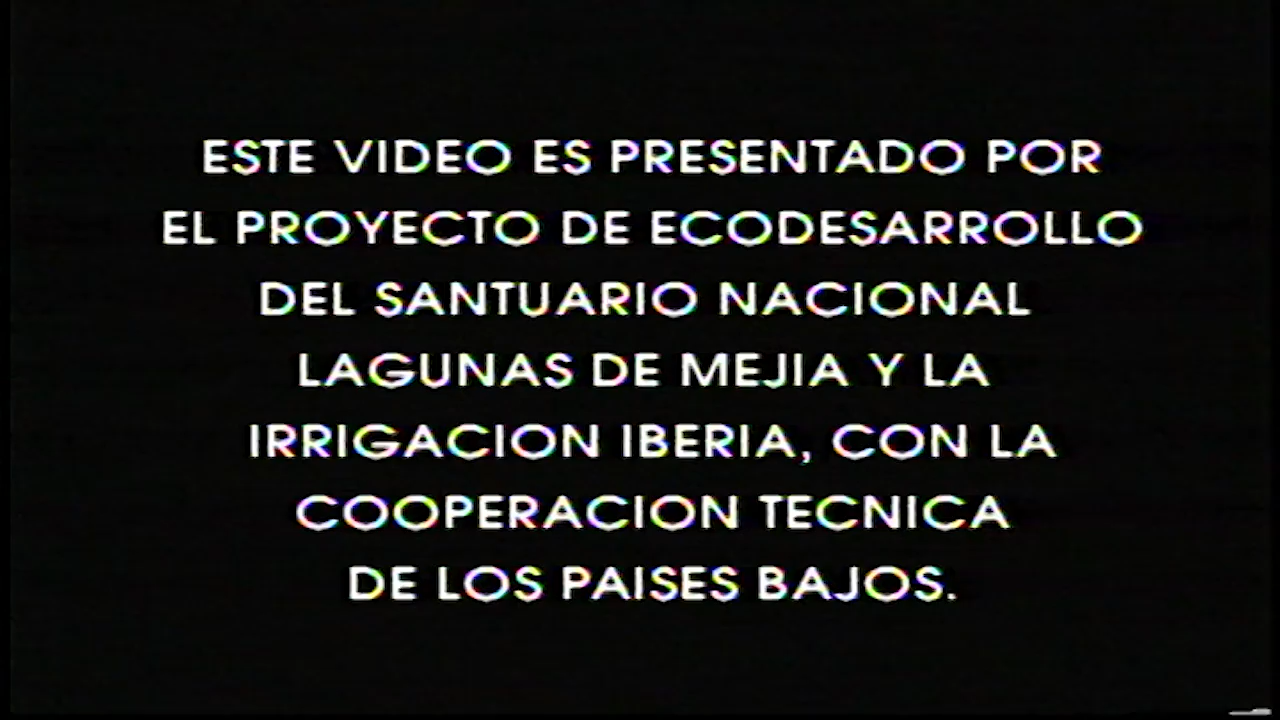 ESTE VIDEO ES PRESENTADO POR
EL PROYECTO DE ECODESARROLLO
DEL SANTUARIO NACIONAL
LAGUNAS DE MEJIA Y LA
IRRIGACION IBERIA, CON LA
COOPERACION TECNICA
DE LOS PAISES BAJOS.